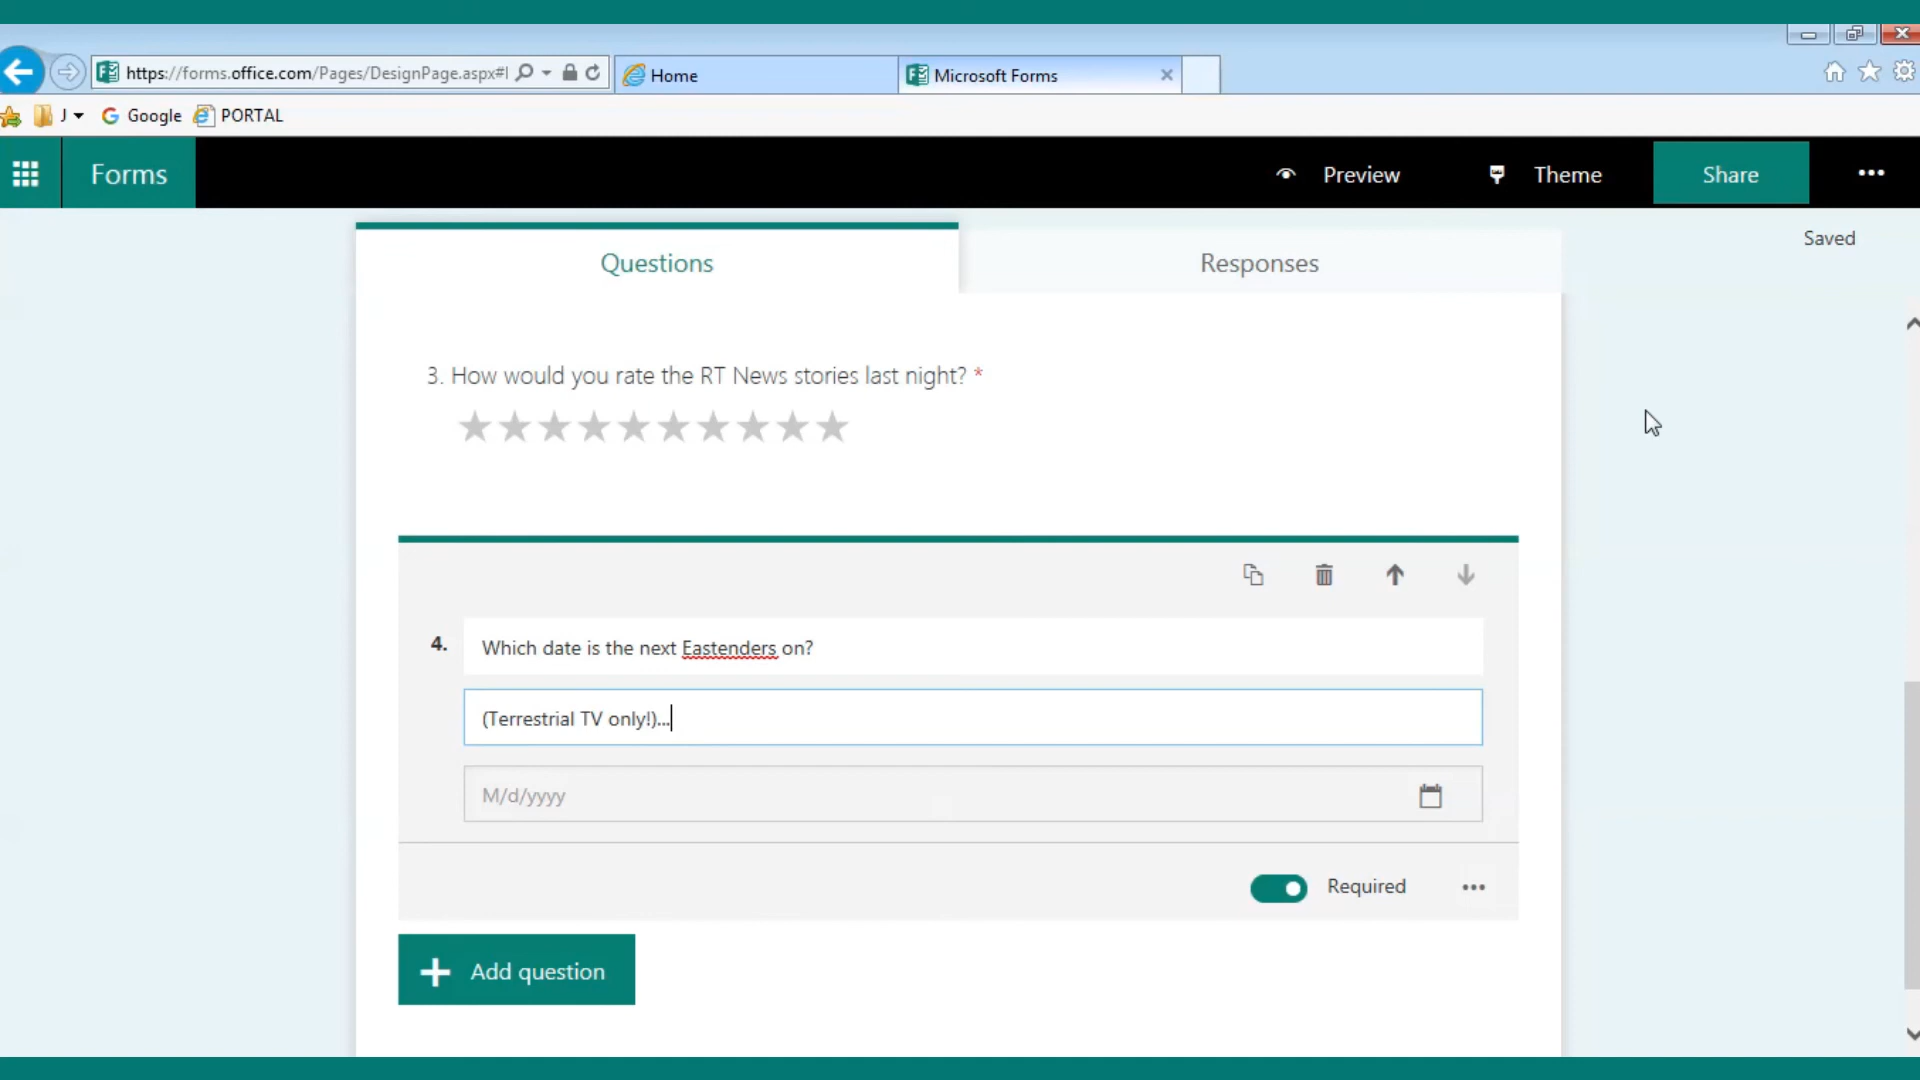 https://forms.office.com/Pages/DesignPage.aspx#
Home
Microsoft Forms
J
Google
PORTAL
Forms
Preview
Theme
Share
Saved
Questions
Responses
3. How would you rate the RT News stories last night? *
4.
Which date is the next Eastenders on?
(Terrestrial TV only!)...
M/d/yyyy
Required
Add question